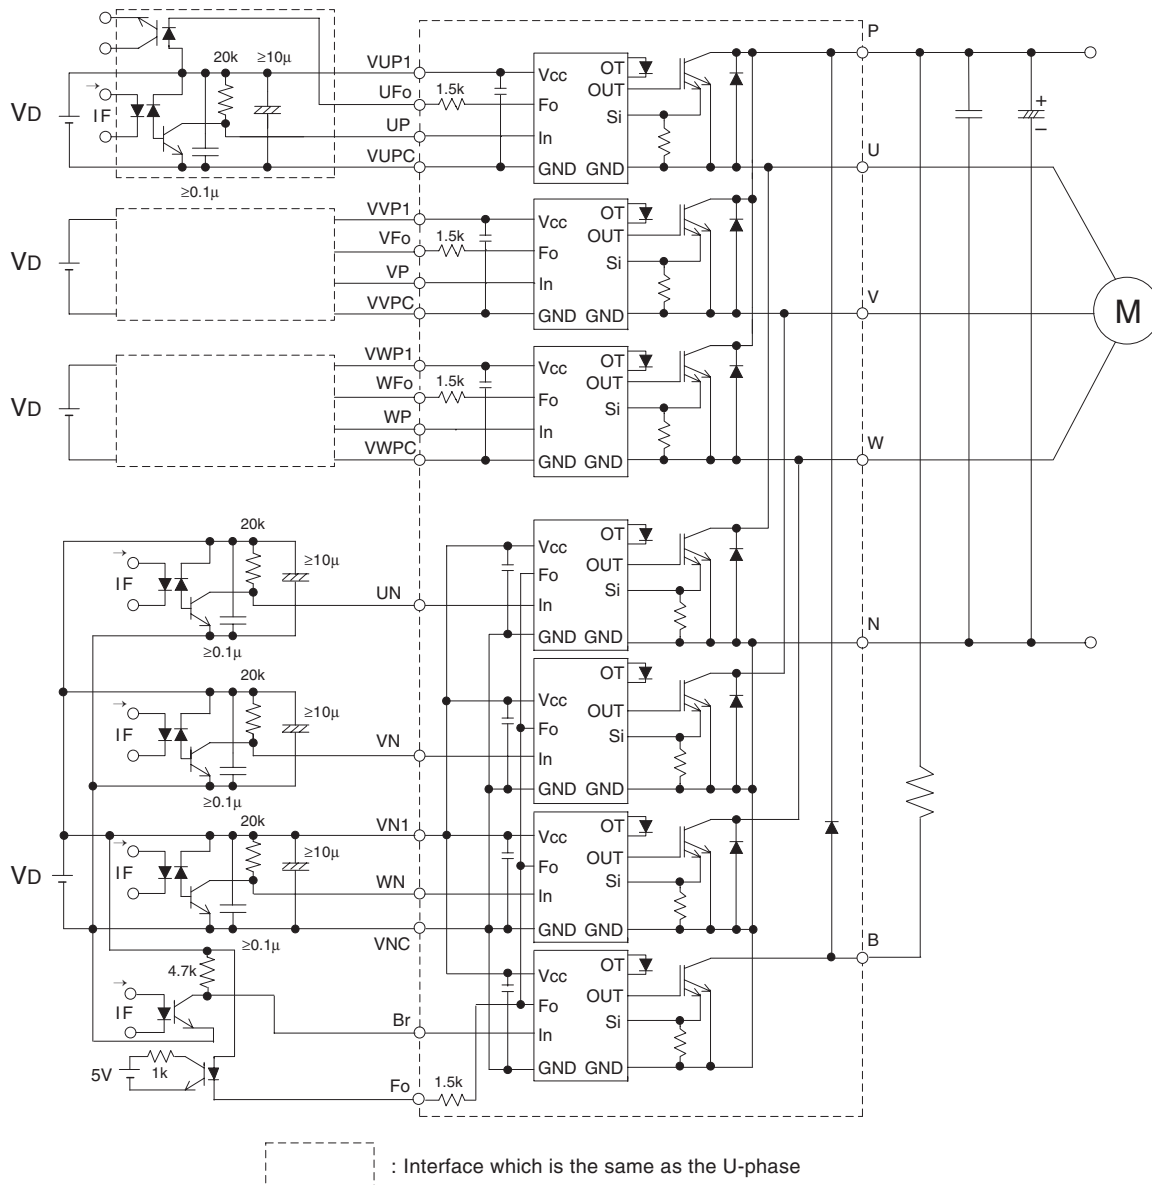 P
20k
≥10μ
VUP1
UFo
1.5k
UP
VUPC
VD
IF
≥0.1μ
Vcc
Fo
In
GND GND
OT
OUT
Si
+
–
U
VVP1
VFo
1.5k
VP
VVPC
VD
Vcc
Fo
In
GND GND
OT
OUT
Si
V
M
VWP1
WFo
1.5k
WP
VWPC
VD
Vcc
Fo
In
GND GND
OT
OUT
Si
W
20k
≥10μ
IF
≥0.1μ
UN
Vcc
Fo
In
GND GND
OT
OUT
Si
N
20k
≥10μ
IF
≥0.1μ
VN
Vcc
Fo
In
GND GND
OT
OUT
Si
20k
VN1
≥10μ
VD
IF
WN
≥0.1μ
VNC
Vcc
Fo
In
GND GND
OT
OUT
Si
B
4.7k
IF
Br
Vcc
Fo
In
GND GND
OT
OUT
Si
5V
1k
Fo
1.5k
: Interface which is the same as the U-phase